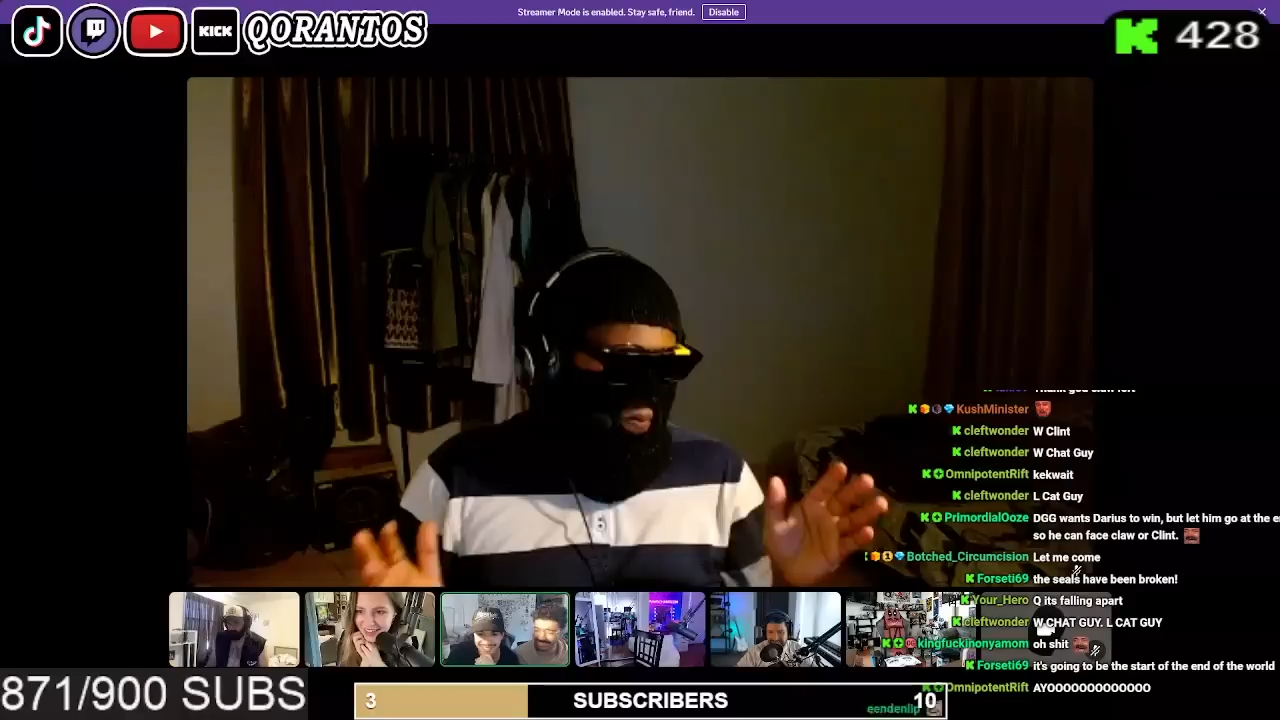 Streamer Mode is enabled. Stay safe, friend. Disable
KICK QORANTOS
428
KushMinister
cleftwonder W Clint
cleftwonder W Chat Guy
OmnipotentRift kekwait
cleftwonder L Cat Guy
PrimordialOoze DGG wants Darius to win, but let him go at the
so he can face claw or Clint.
Botched_Circumcision Let me come
Forseti69 the seals have been broken!
Your_Hero Q its falling apart
cleftwonder W CHAT GUY. L CAT GUY
kingfuckinonyamom oh shit
Forseti69 it's going to be the start of the end of the world
OmnipotentRift AYOOOOOOOOOOOO
871/900 SUBS
3 SUBSCRIBERS 10